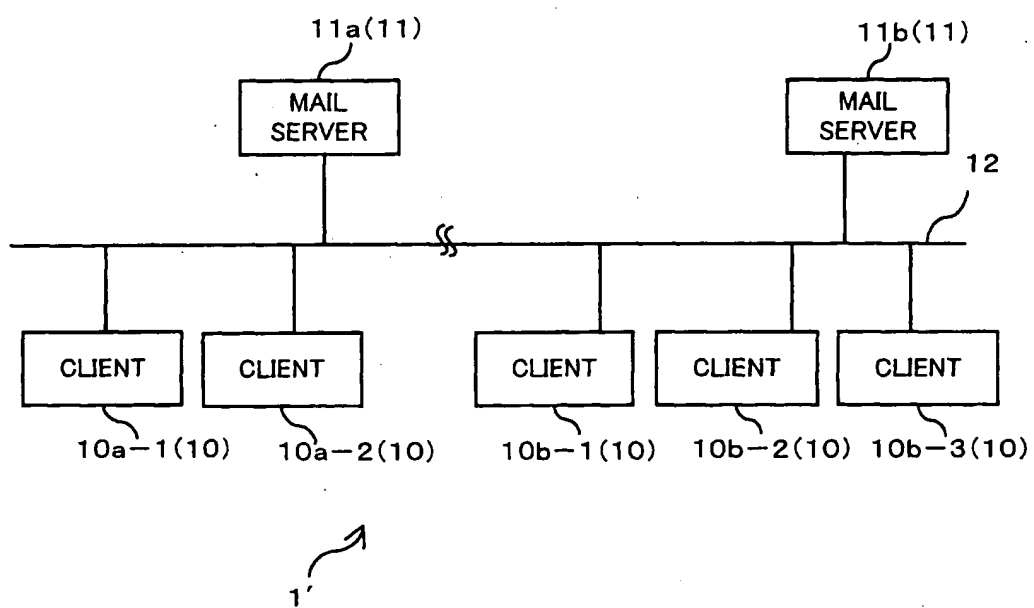 11a(11)
11b(11)
MAIL
SERVER
MAIL
SERVER
12
CLIENT
CLIENT
CLIENT
CLIENT
CLIENT
10a-1(10)
10a-2(10)
10b-1(10)
10b-2(10)
10b-3(10)
1′